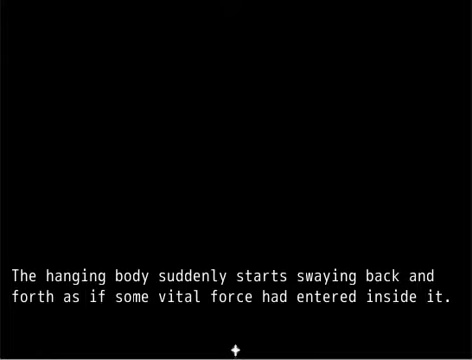 The hanging body suddenly starts swaying back and
forth as if some vital force had entered inside it.